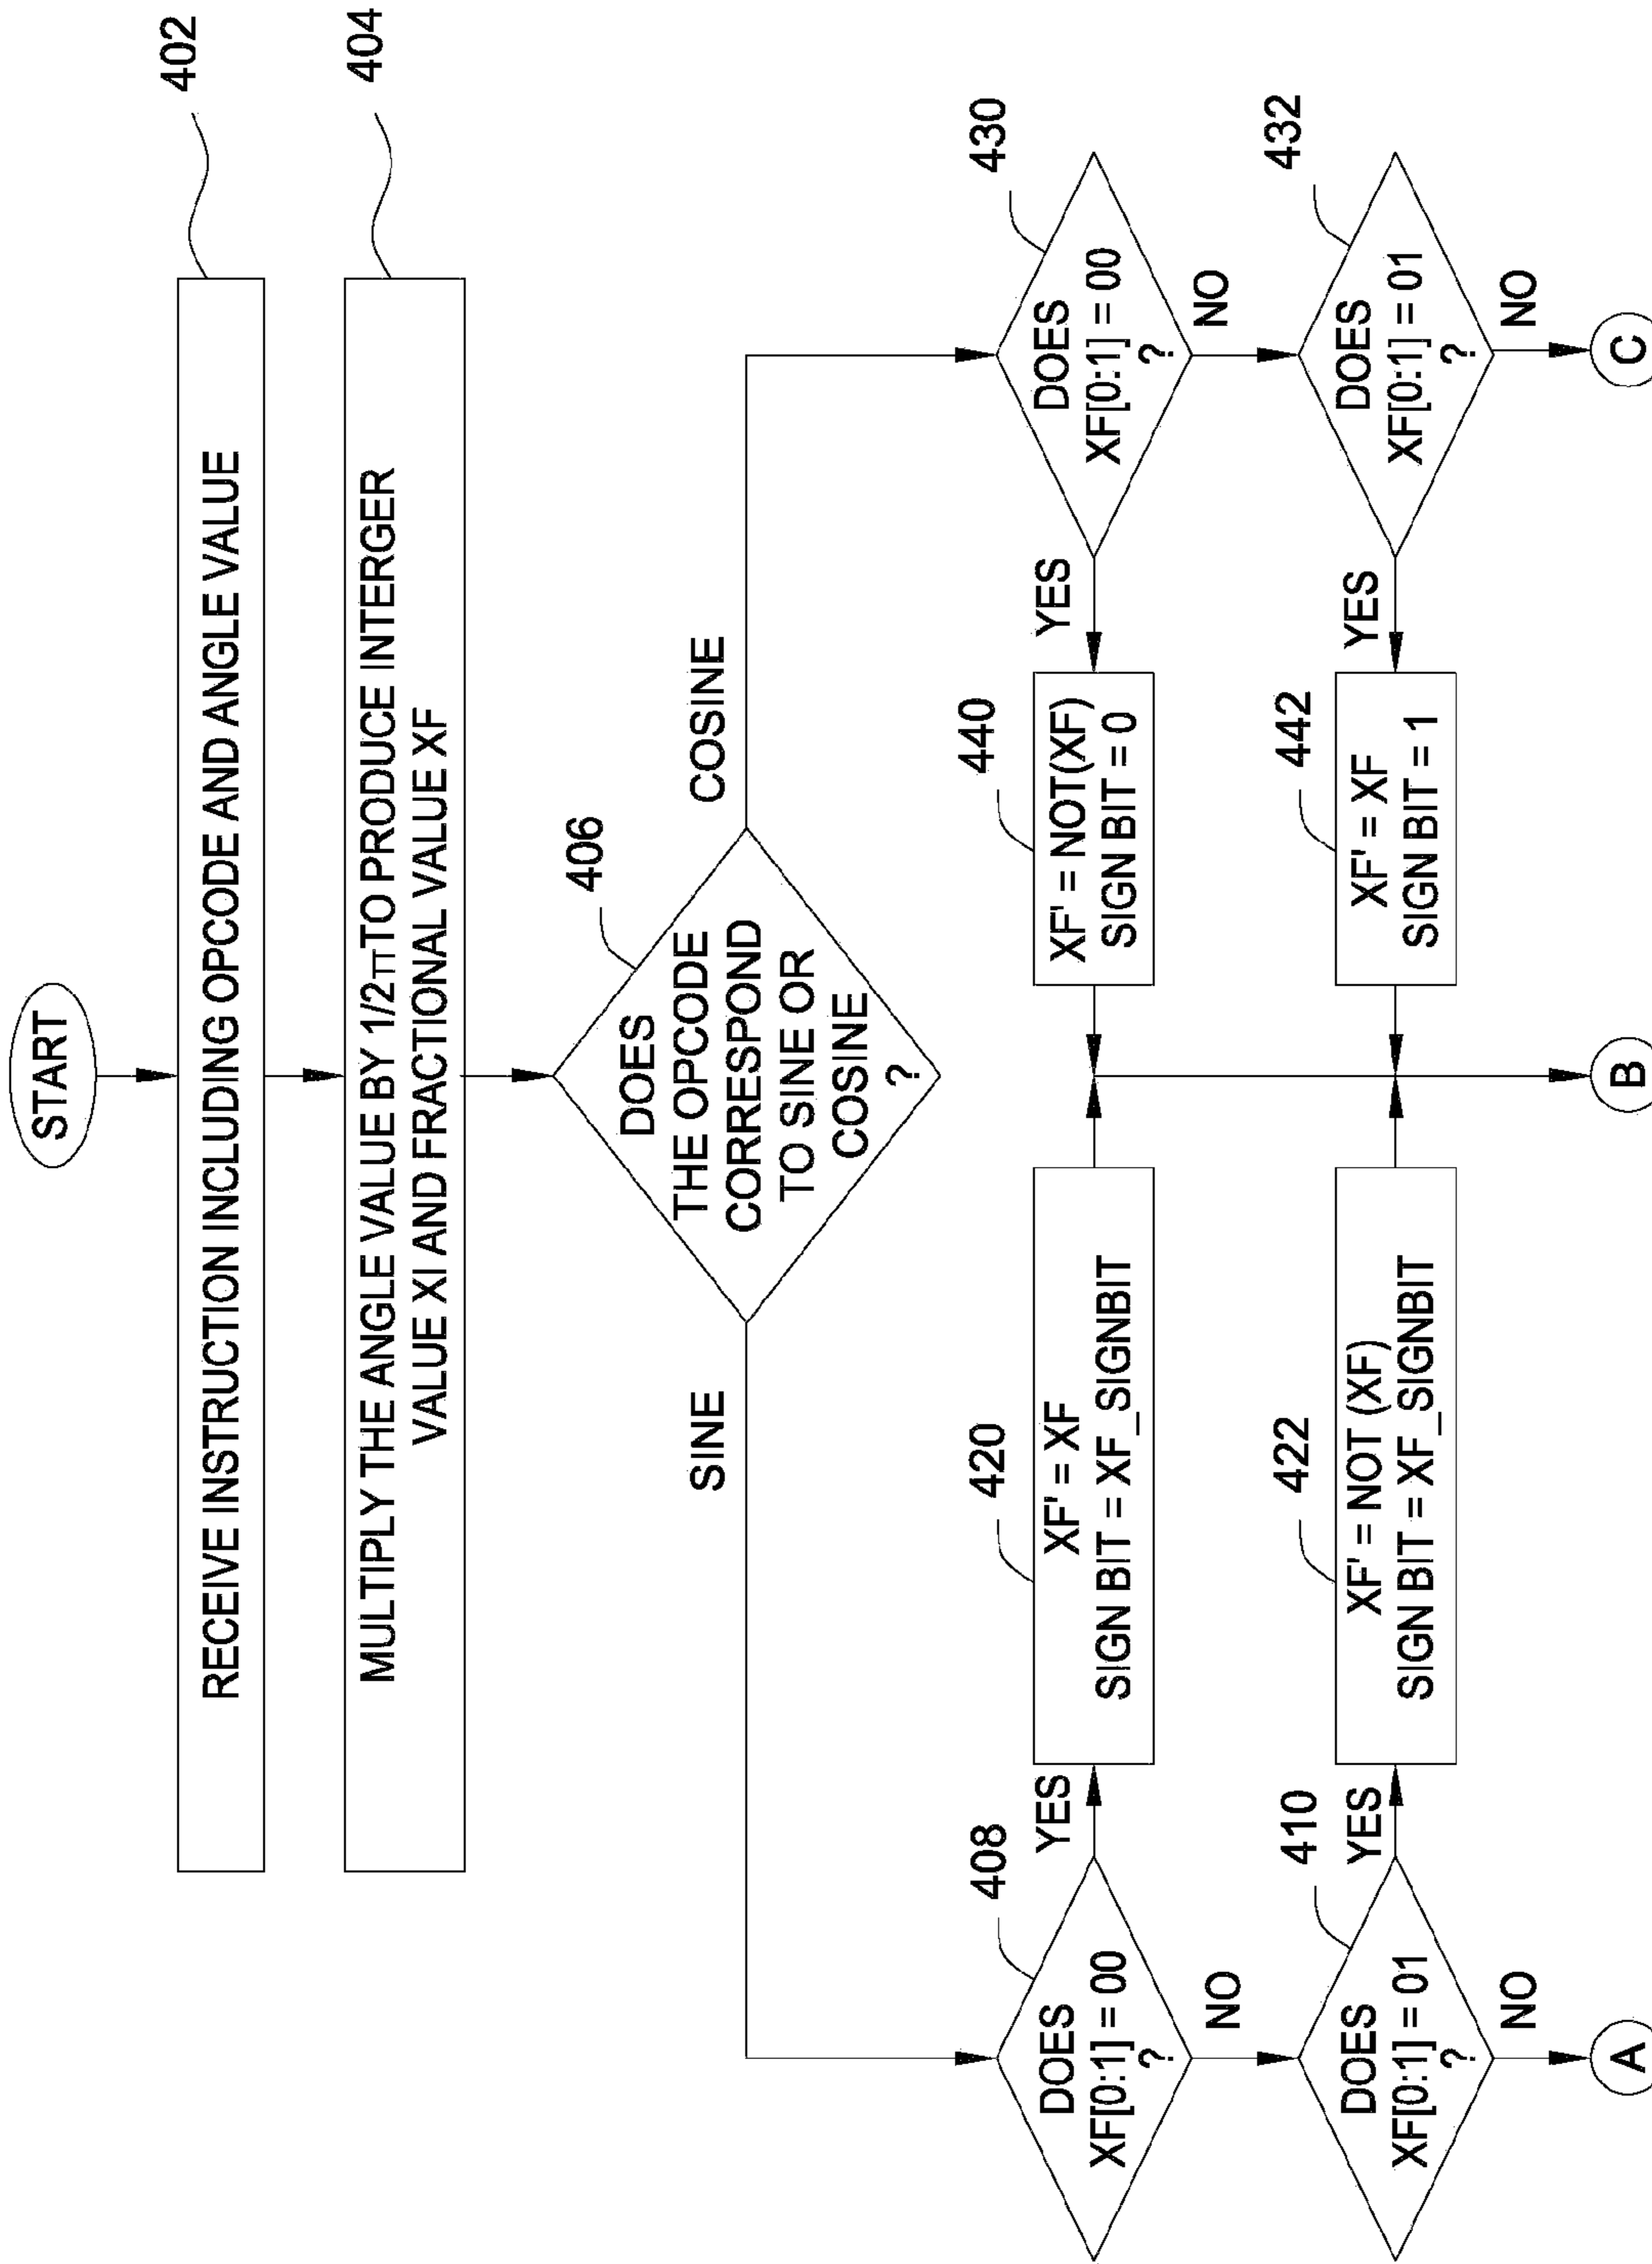 START
402
RECEIVE INSTRUCTION INCLUDING OPCODE AND ANGLE VALUE
404
MULTIPLY THE ANGLE VALUE BY 1/2π TO PRODUCE INTERGER
VALUE XI AND FRACTIONAL VALUE XF
406
DOES
THE OPCODE
CORRESPOND
TO SINE OR
COSINE
?
SINE
COSINE
408
DOES
XF[0:1] = 00
?
YES
NO
420
XF' = XF
SIGN BIT = XF_SIGNBIT
440
XF' = NOT(XF)
SIGN BIT = 0
430
DOES
XF[0:1] = 00
?
YES
NO
410
DOES
XF[0:1] = 01
?
YES
NO
422
XF' = NOT (XF)
SIGN BIT = XF_SIGNBIT
442
XF' = XF
SIGN BIT = 1
432
DOES
XF[0:1] = 01
?
YES
NO
A
B
C